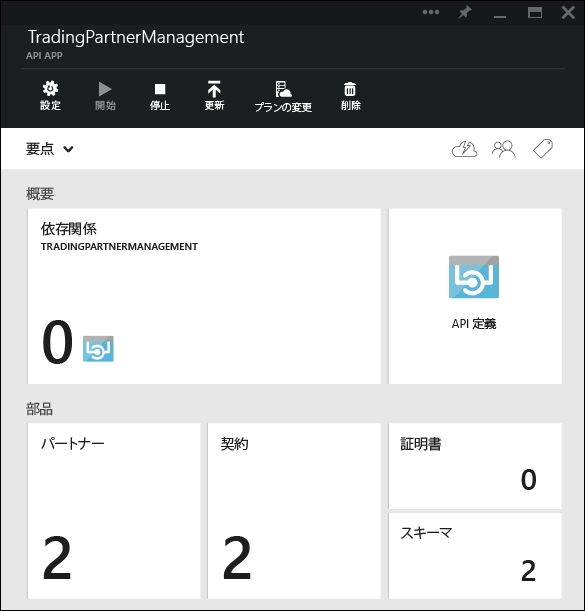 TradingPartnerManagement
API APP
設定 開始 停止 更新 プランの変更 削除
要点
概要
依存関係
TRADINGPARTNERMANAGEMENT
0
API 定義
部品
パートナー
2
契約
2
証明書
0
スキーマ
2